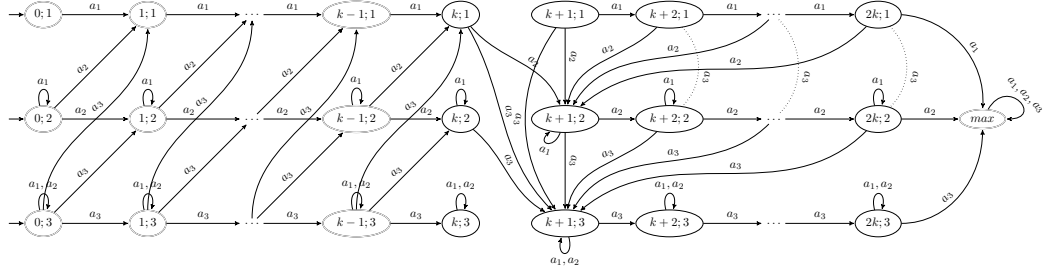 a₁ a₁ a₁ a₁ a₁ a₁ a₁
0; 1 1; 1 ... k−1; 1 k; 1 k+1; 1 k+2; 1 ... 2k; 1
a₂ a₂ a₂ a₂ a₂ a₂ a₂ a₂ a₂ a₁
a₁ a₃ a₁ a₃ a₃ a₁ a₃ a₁ a₃ a₃ a₁ a₃ a₁ a₃ a₁, a₂, a₃
0; 2 a₂ 1; 2 a₂ ... a₂ k−1; 2 a₂ k; 2 k+1; 2 a₂ k+2; 2 a₂ ... a₂ 2k; 2 a₂ max
a₁
a₃ a₃ a₃ a₃ a₃ a₃ a₃ a₃ a₃
a₁, a₂ a₁, a₂ a₁, a₂ a₁, a₂ a₁, a₂ a₁, a₂
0; 3 a₃ 1; 3 a₃ ... a₃ k−1; 3 a₃ k; 3 k+1; 3 a₃ k+2; 3 a₃ ... a₃ 2k; 3 a₃
a₁, a₂